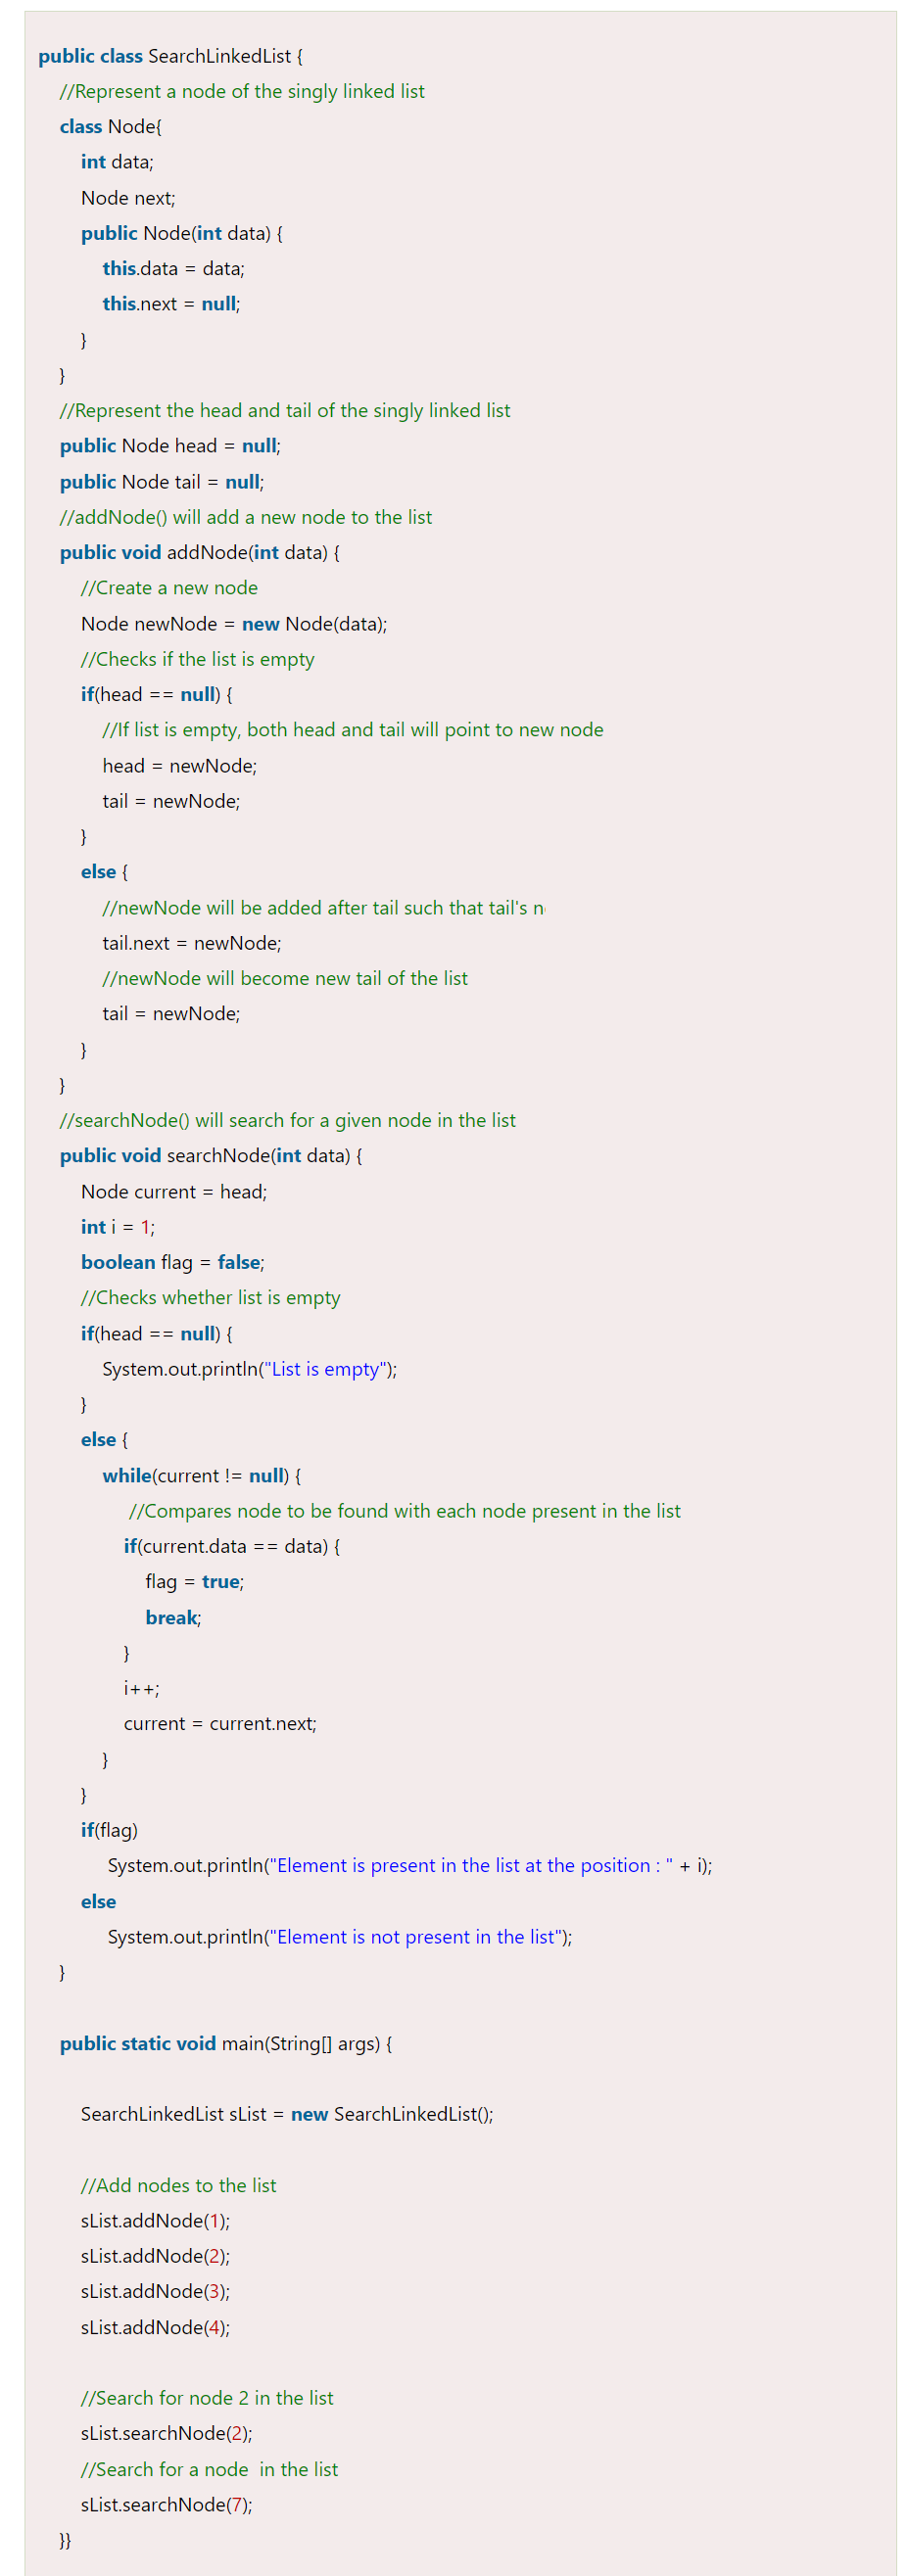 public class SearchLinkedList {
//Represent a node of the singly linked list
class Node{
int data;
Node next;
public Node(int data) {
this.data = data;
this.next = null;
}
}
//Represent the head and tail of the singly linked list
public Node head = null;
public Node tail = null;
//addNode() will add a new node to the list
public void addNode(int data) {
//Create a new node
Node newNode = new Node(data);
//Checks if the list is empty
if(head == null) {
//If list is empty, both head and tail will point to new node
head = newNode;
tail = newNode;
}
else {
//newNode will be added after tail such that tail's n
tail.next = newNode;
//newNode will become new tail of the list
tail = newNode;
}
}
//searchNode() will search for a given node in the list
public void searchNode(int data) {
Node current = head;
int i = 1;
boolean flag = false;
//Checks whether list is empty
if(head == null) {
System.out.println("List is empty");
}
else {
while(current != null) {
//Compares node to be found with each node present in the list
if(current.data == data) {
flag = true;
break;
}
i++;
current = current.next;
}
}
if(flag)
System.out.println("Element is present in the list at the position : " + i);
else
System.out.println("Element is not present in the list");
}
public static void main(String[] args) {
SearchLinkedList sList = new SearchLinkedList();
//Add nodes to the list
sList.addNode(1);
sList.addNode(2);
sList.addNode(3);
sList.addNode(4);
//Search for node 2 in the list
sList.searchNode(2);
//Search for a node  in the list
sList.searchNode(7);
}}